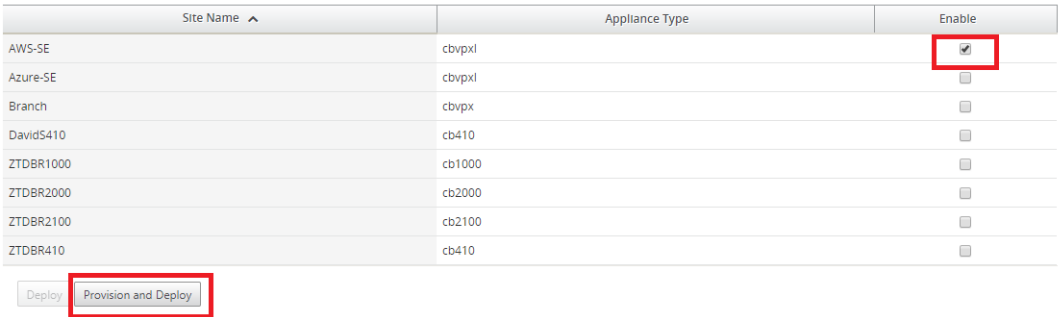 Site Name Appliance Type Enable
AWS-SE cbvpxl
Azure-SE cbvpxl
Branch cbvpx
DavidS410 cb410
ZTDBR1000 cb1000
ZTDBR2000 cb2000
ZTDBR2100 cb2100
ZTDBR410 cb410
Deploy Provision and Deploy